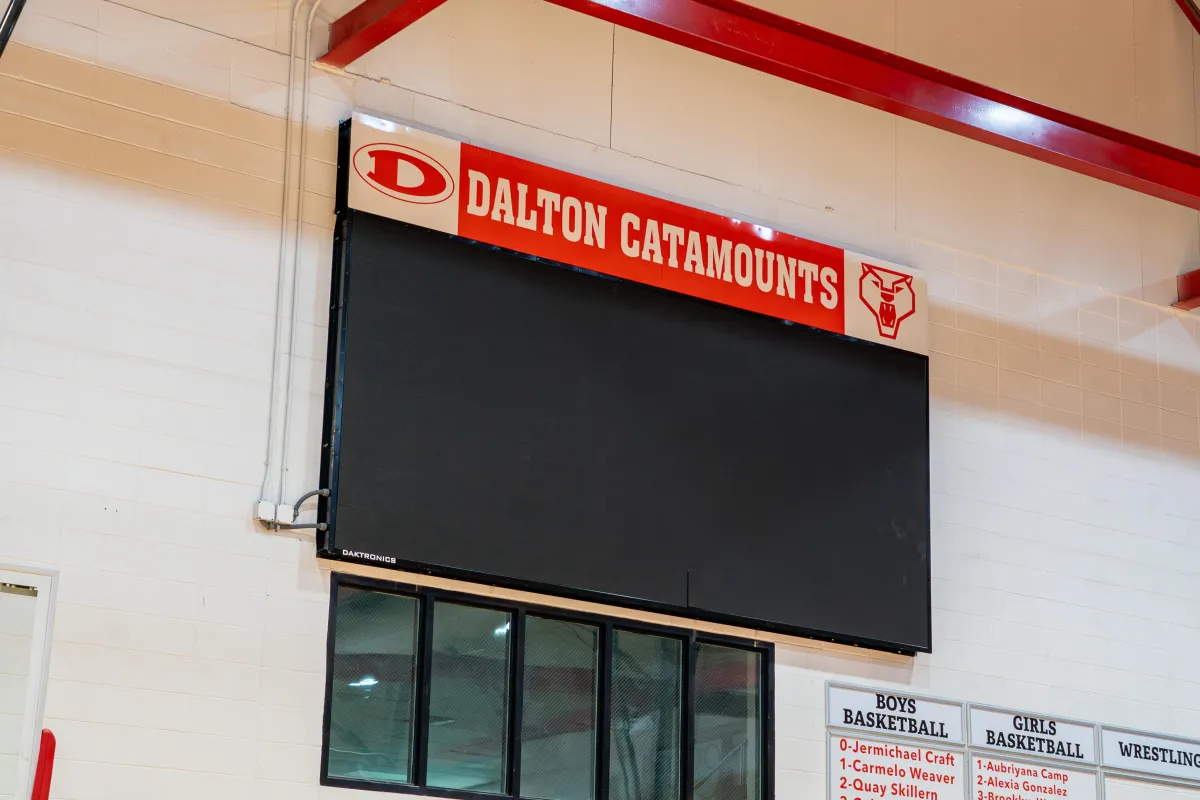 D
DALTON CATAMOUNTS
DAKTRONICS
BOYS
BASKETBALL
0-Jermichael Craft
1-Carmelo Weaver
2-Quay Skillern
GIRLS
BASKETBALL
1-Aubriyana Camp
2-Alexia Gonzalez
WRESTLING